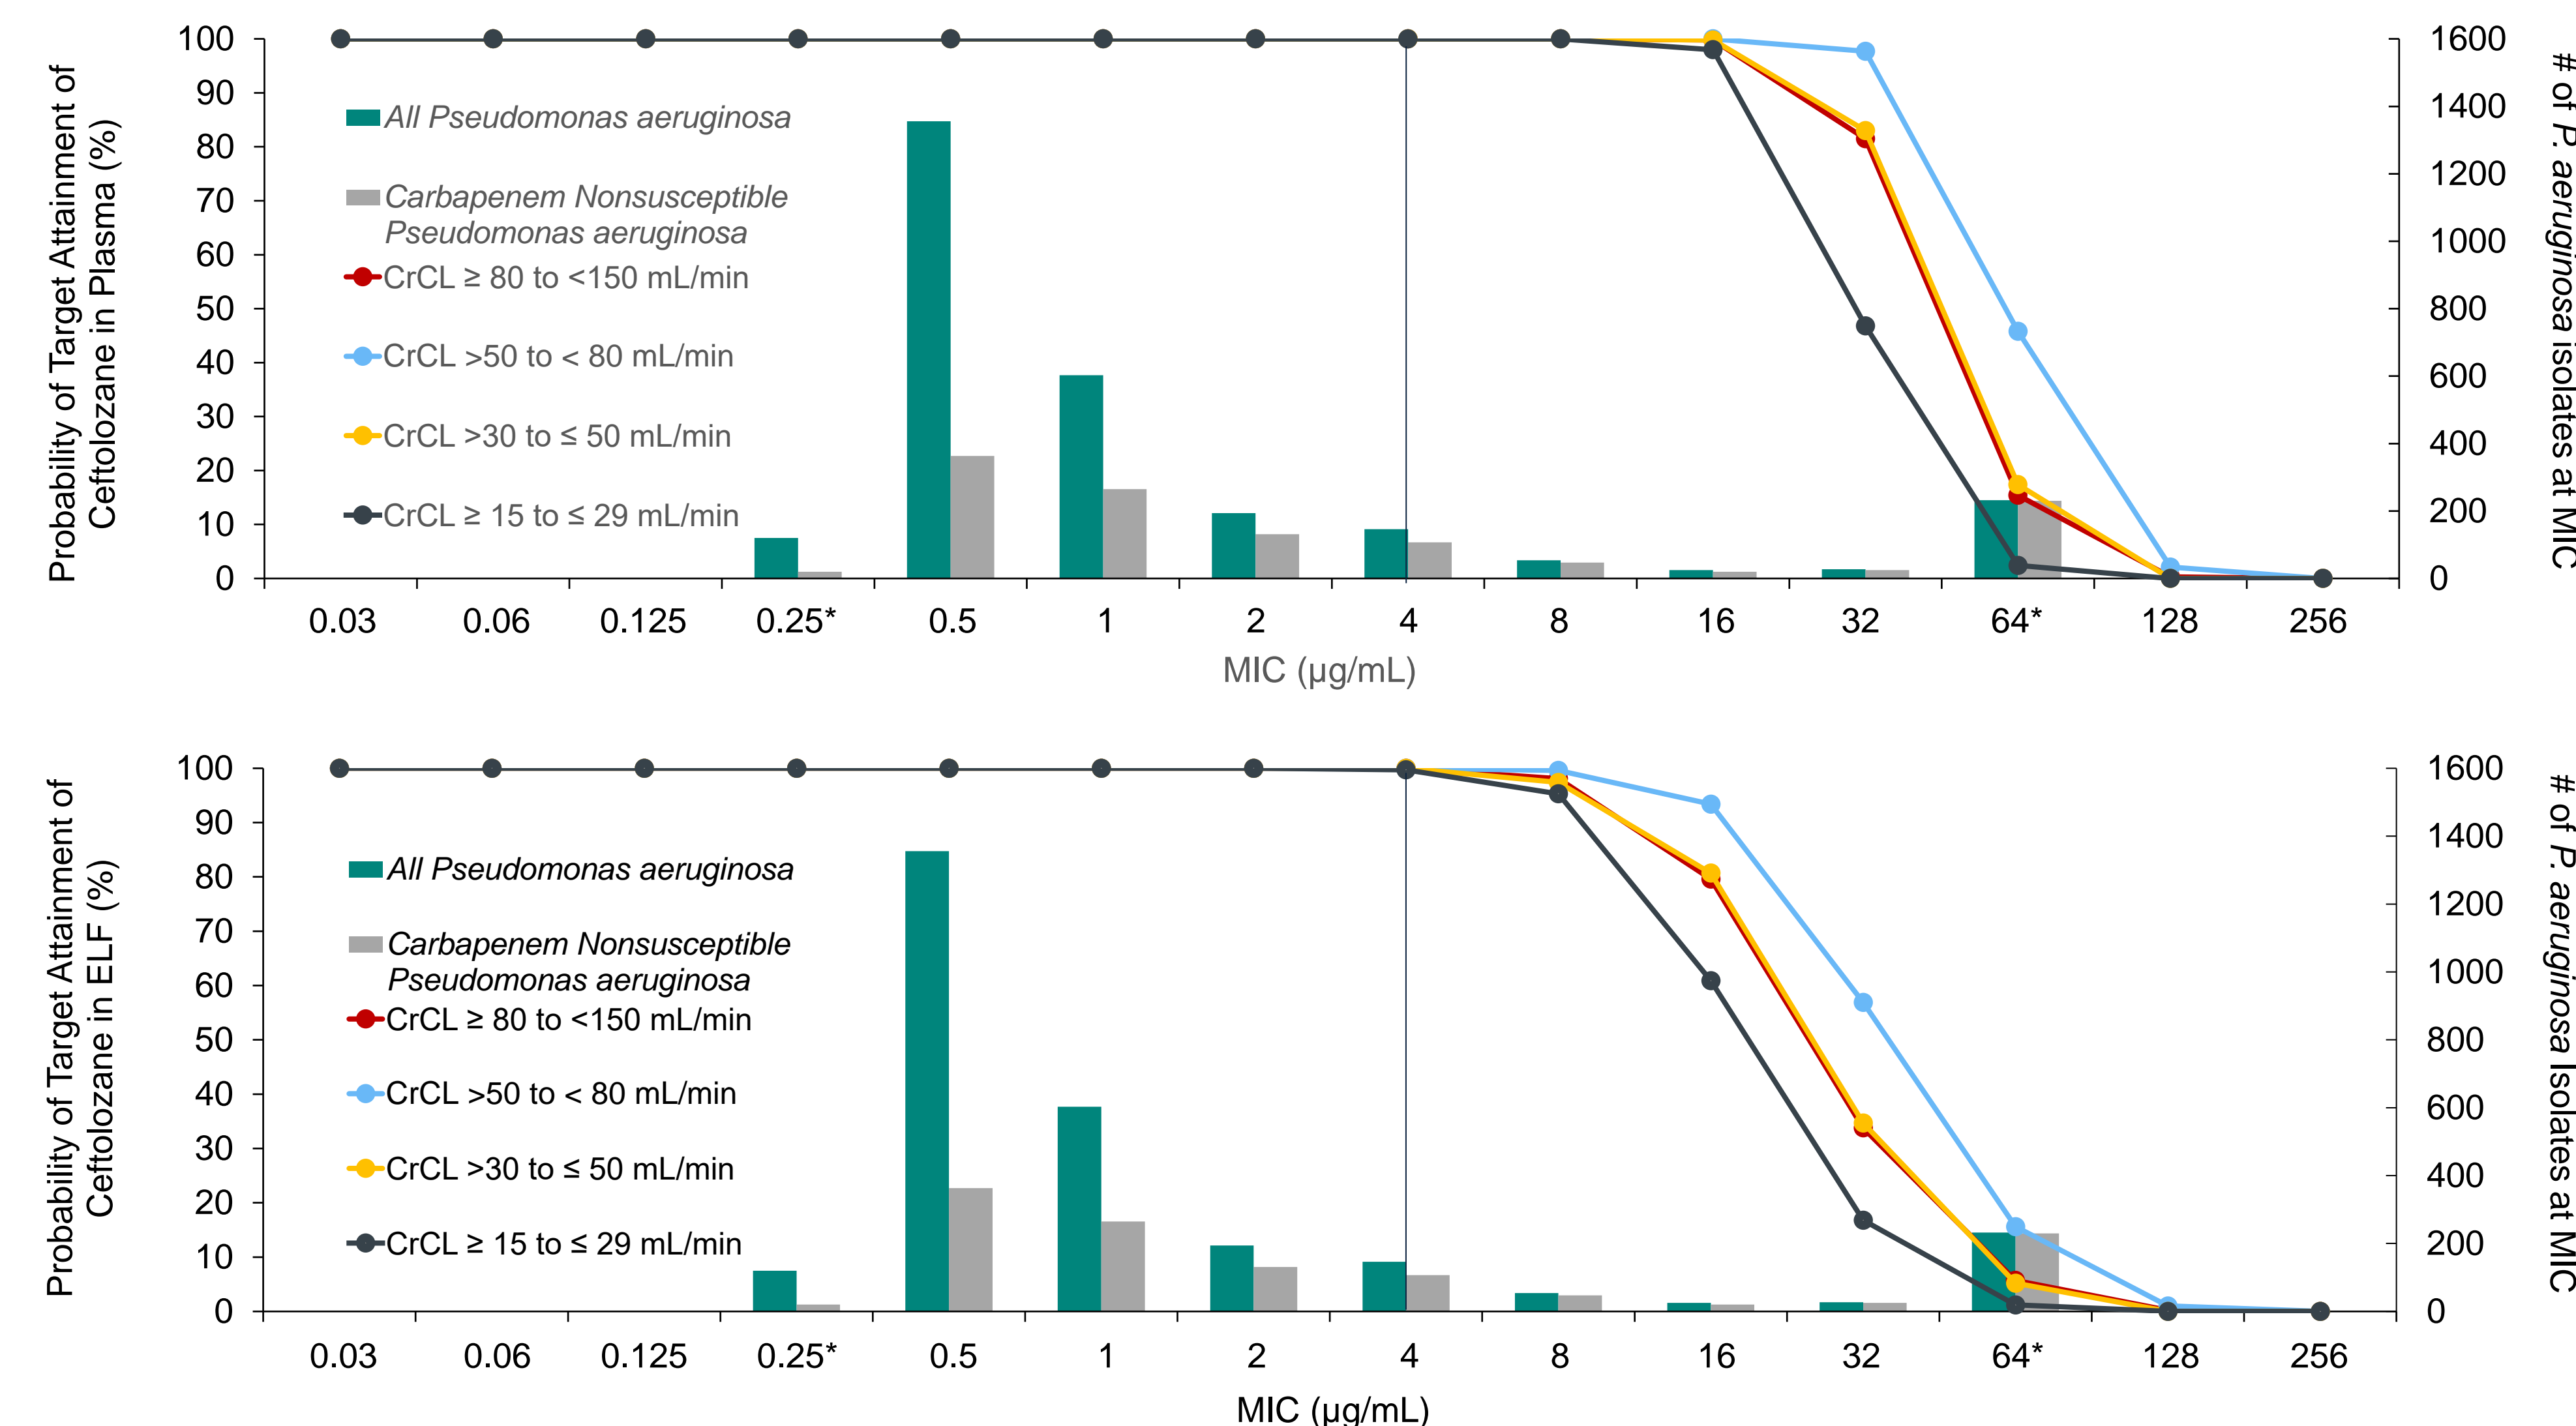 Probability of Target Attainment of
Ceftolozane in Plasma (%)
100
90
80
70
60
50
40
30
20
10
0
All Pseudomonas aeruginosa
Carbapenem Nonsusceptible
Pseudomonas aeruginosa
CrCL ≥ 80 to <150 mL/min
CrCL >50 to < 80 mL/min
CrCL >30 to ≤ 50 mL/min
CrCL ≥ 15 to ≤ 29 mL/min
1600
1400
1200
1000
800
600
400
200
0
# of P. aeruginosa isolates at MIC
0.03 0.06 0.125 0.25* 0.5 1 2 4 8 16 32 64* 128 256
MIC (µg/mL)
Probability of Target Attainment of
Ceftolozane in ELF (%)
100
90
80
70
60
50
40
30
20
10
0
All Pseudomonas aeruginosa
Carbapenem Nonsusceptible
Pseudomonas aeruginosa
CrCL ≥ 80 to <150 mL/min
CrCL >50 to < 80 mL/min
CrCL >30 to ≤ 50 mL/min
CrCL ≥ 15 to ≤ 29 mL/min
1600
1400
1200
1000
800
600
400
200
0
# of P. aeruginosa Isolates at MIC
0.03 0.06 0.125 0.25* 0.5 1 2 4 8 16 32 64* 128 256
MIC (µg/mL)